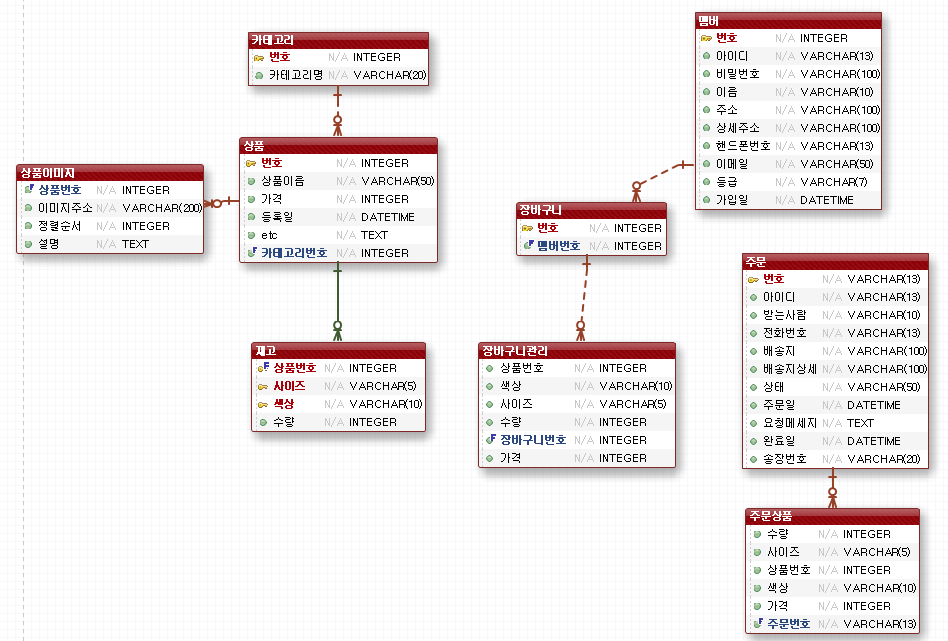 카테고리
번호 N/A INTEGER
카테고리명 N/A VARCHAR(20)
상품
번호 N/A INTEGER
상품이름 N/A VARCHAR(50)
가격 N/A INTEGER
등록일 N/A DATETIME
etc N/A TEXT
카테고리번호 N/A INTEGER
상품이미지
상품번호 N/A INTEGER
이미지주소 N/A VARCHAR(200)
정렬순서 N/A INTEGER
설명 N/A TEXT
재고
상품번호 N/A INTEGER
사이즈 N/A VARCHAR(5)
색상 N/A VARCHAR(10)
수량 N/A INTEGER
멤버
번호 N/A INTEGER
아이디 N/A VARCHAR(13)
비밀번호 N/A VARCHAR(100)
이름 N/A VARCHAR(10)
주소 N/A VARCHAR(100)
상세주소 N/A VARCHAR(100)
핸드폰번호 N/A VARCHAR(13)
이메일 N/A VARCHAR(50)
등급 N/A VARCHAR(7)
가입일 N/A DATETIME
장바구니
번호 N/A INTEGER
멤버번호 N/A INTEGER
장바구니관리
상품번호 N/A INTEGER
색상 N/A VARCHAR(10)
사이즈 N/A VARCHAR(5)
수량 N/A INTEGER
장바구니번호 N/A INTEGER
가격 N/A INTEGER
주문
번호 N/A VARCHAR(13)
아이디 N/A VARCHAR(13)
받는사람 N/A VARCHAR(10)
전화번호 N/A VARCHAR(13)
배송지 N/A VARCHAR(100)
배송지상세 N/A VARCHAR(100)
상태 N/A VARCHAR(50)
주문일 N/A DATETIME
요청메세지 N/A TEXT
완료일 N/A DATETIME
송장번호 N/A VARCHAR(20)
주문상품
수량 N/A INTEGER
사이즈 N/A VARCHAR(5)
상품번호 N/A INTEGER
색상 N/A VARCHAR(10)
가격 N/A INTEGER
주문번호 N/A VARCHAR(13)